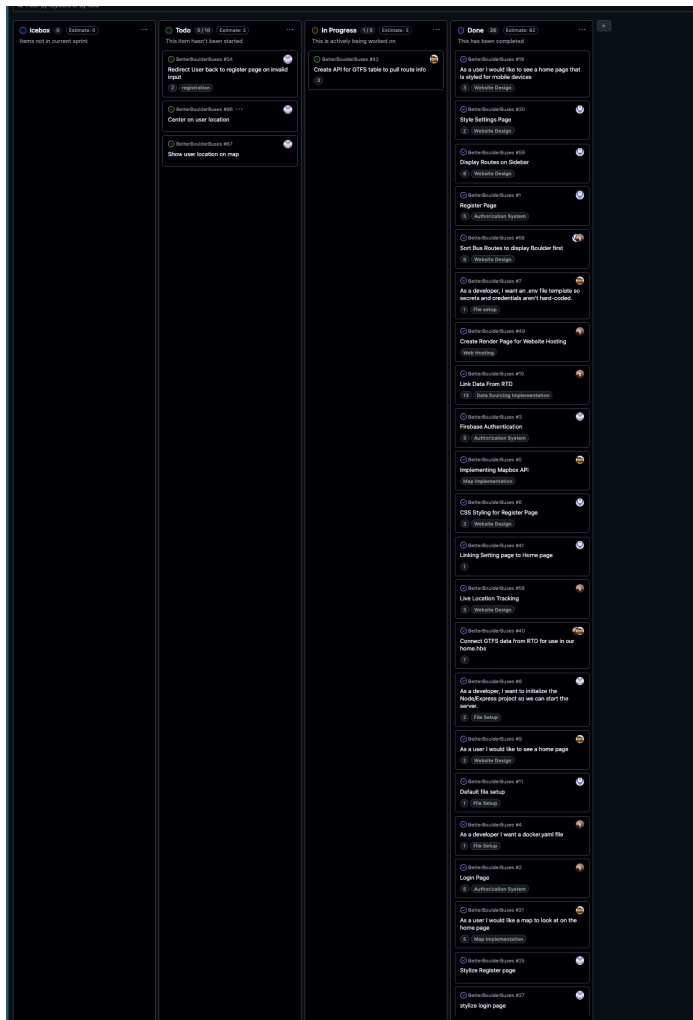 Icebox 0 Estimate: 0
Items not in current sprint
Todo 3/10 Estimate: 2
This item hasn't been started
BetterBoulderBuses #54
Redirect User back to register page on invalid
input
2 registration
BetterBoulderBuses #66
Center on user location
BetterBoulderBuses #67
Show user location on map
In Progress 1/5 Estimate: 3
This is actively being worked on
BetterBoulderBuses #42
Create API for GTFS table to pull route info
3
Done 26 Estimate: 82
This has been completed
As a user I would like to see a home page that
is styled for mobile devices
3 Website Design
BetterBoulderBuses #30
Style Settings Page
2 Website Design
BetterBoulderBuses #59
Display Routes on Sidebar
6 Website Design
BetterBoulderBuses #1
Register Page
5 Authorization System
BetterBoulderBuses #56
Sort Bus Routes to display Boulder first
6 Website Design
BetterBoulderBuses #7
As a developer, I want an .env file template so
secrets and credentials aren't hard-coded.
1 File setup
BetterBoulderBuses #49
Create Render Page for Website Hosting
Web Hosting
BetterBoulderBuses #10
Link Data From RTD
13 Data Sourcing Implementation
BetterBoulderBuses #3
Firebase Authentication
3 Authorization System
BetterBoulderBuses #5
Implementing Mapbox API
Map Implementation
BetterBoulderBuses #6
CSS Styling for Register Page
3 Website Design
BetterBoulderBuses #41
Linking Setting page to Home page
1
BetterBoulderBuses #58
Live Location Tracking
3 Website Design
BetterBoulderBuses #40
Connect GTFS data from RTD for use in our
home.hbs
7
BetterBoulderBuses #8
As a developer, I want to initialize the
Node/Express project so we can start the
server.
2 File Setup
BetterBoulderBuses #9
As a user I would like to see a home page
2 Website Design
BetterBoulderBuses #11
Default file setup
1 File Setup
BetterBoulderBuses #4
As a developer I want a docker.yaml file
1 File Setup
BetterBoulderBuses #2
Login Page
5 Authorization System
BetterBoulderBuses #21
As a user I would like a map to look at on the
home page
5 Map Implementation
BetterBoulderBuses #25
Stylize Register page
BetterBoulderBuses #27
stylize login page